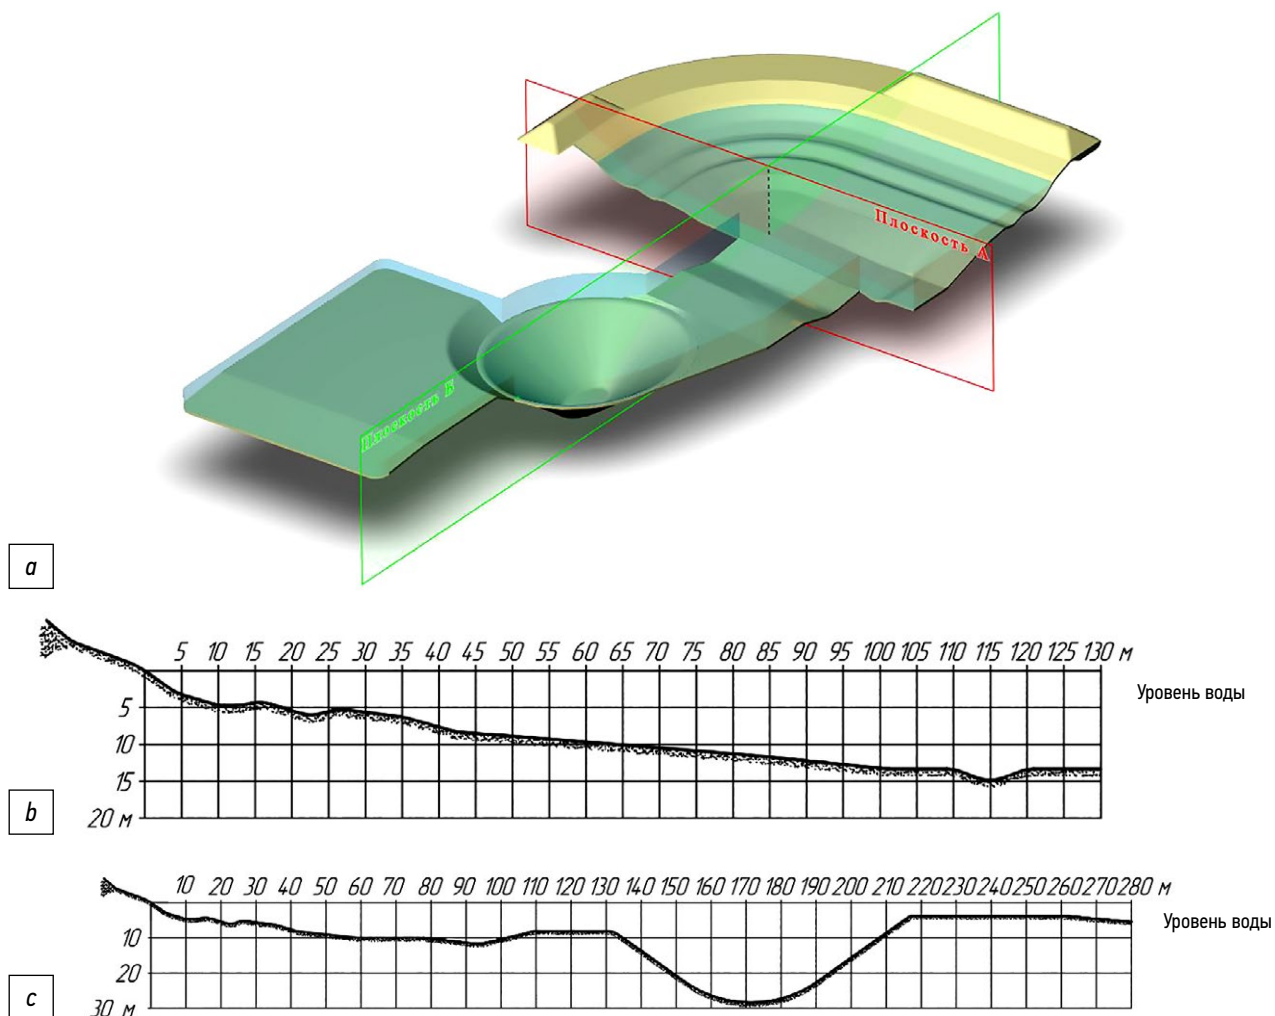 Плоскость А
Плоскость Б
a
5 10 15 20 25 30 35 40 45 50 55 60 65 70 75 80 85 90 95 100 105 110 115 120 125 130 м
Уровень воды
5
10
15
20 м
b
10 20 30 40 50 60 70 80 90 100 110 120 130 140 150 160 170 180 190 200 210 220 230 240 250 260 270 280 м
Уровень воды
10
20
30 м
c